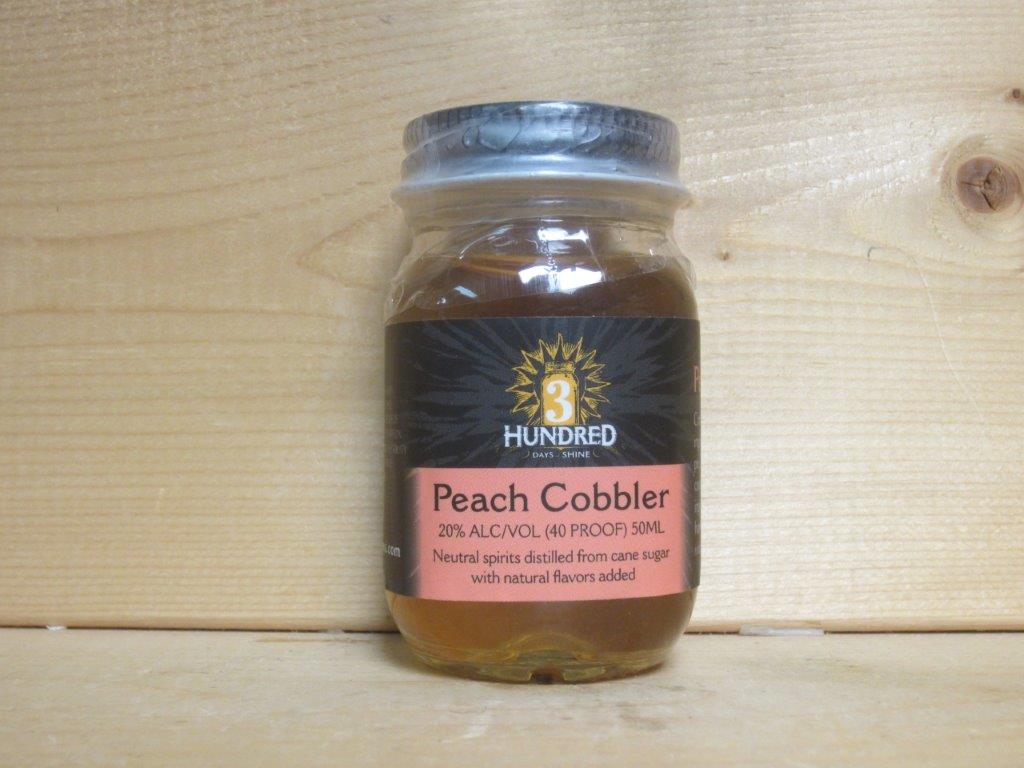 3
HUNDRED
DAYS SHINE
Peach Cobbler
20% ALC/VOL (40 PROOF) 50ML
Neutral spirits distilled from cane sugar
with natural flavors added
.com